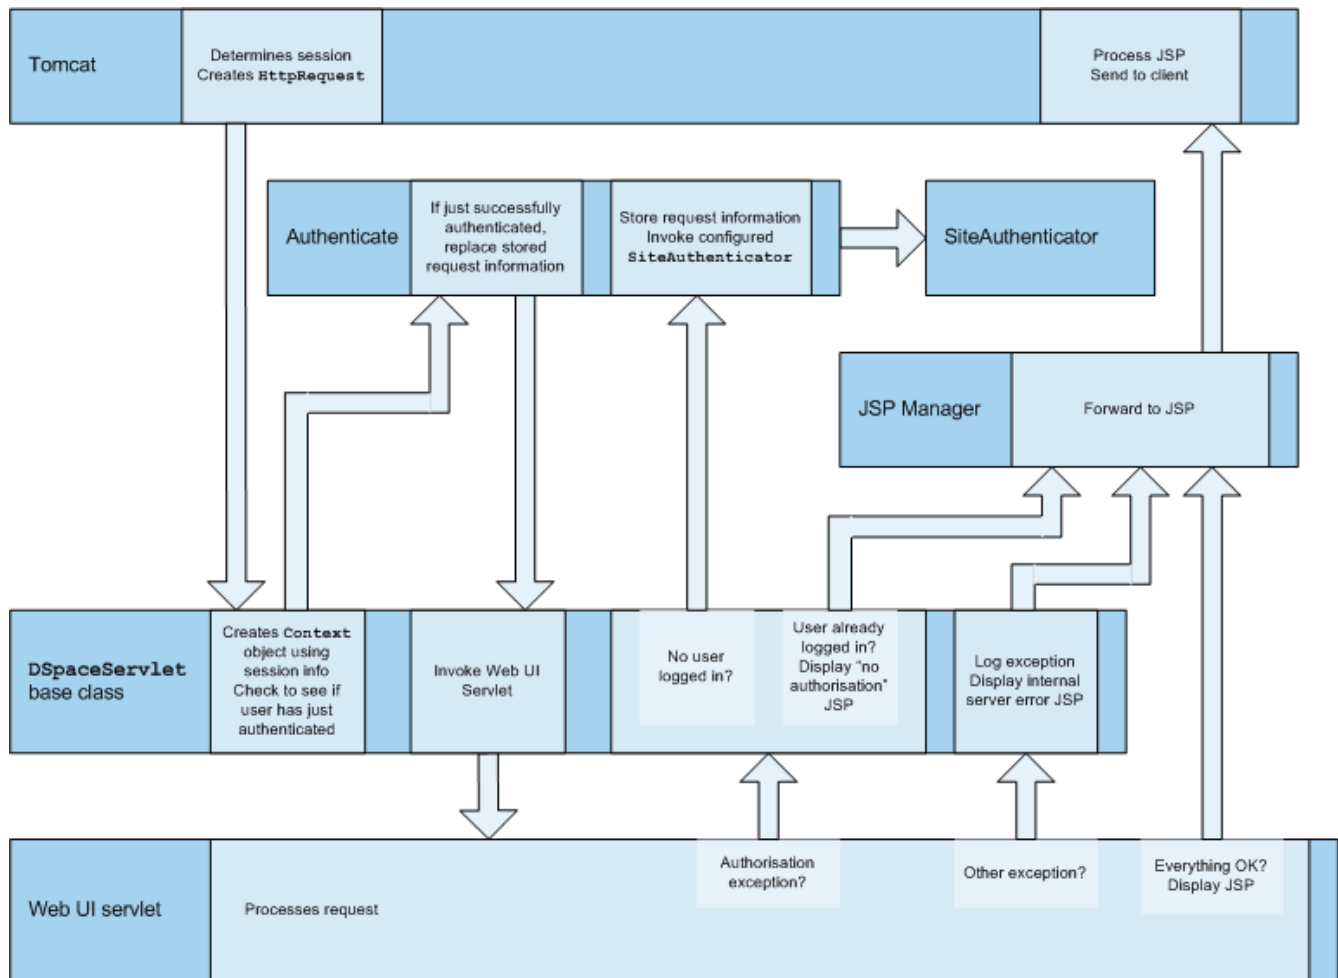 Tomcat
Determines session
Creates HttpRequest
Process JSP
Send to client
Authenticate
If just successfully
authenticated,
replace stored
request information
Store request information
Invoke configured
SiteAuthenticator
SiteAuthenticator
JSP Manager
Forward to JSP
DSpaceServlet
base class
Creates Context
object using
session info
Check to see if
user has just
authenticated
Invoke Web UI
Servlet
No user
logged in?
User already
logged in?
Display "no
authorisation"
JSP
Log exception
Display internal
server error JSP
Web UI servlet
Processes request
Authorisation
exception?
Other exception?
Everything OK?
Display JSP